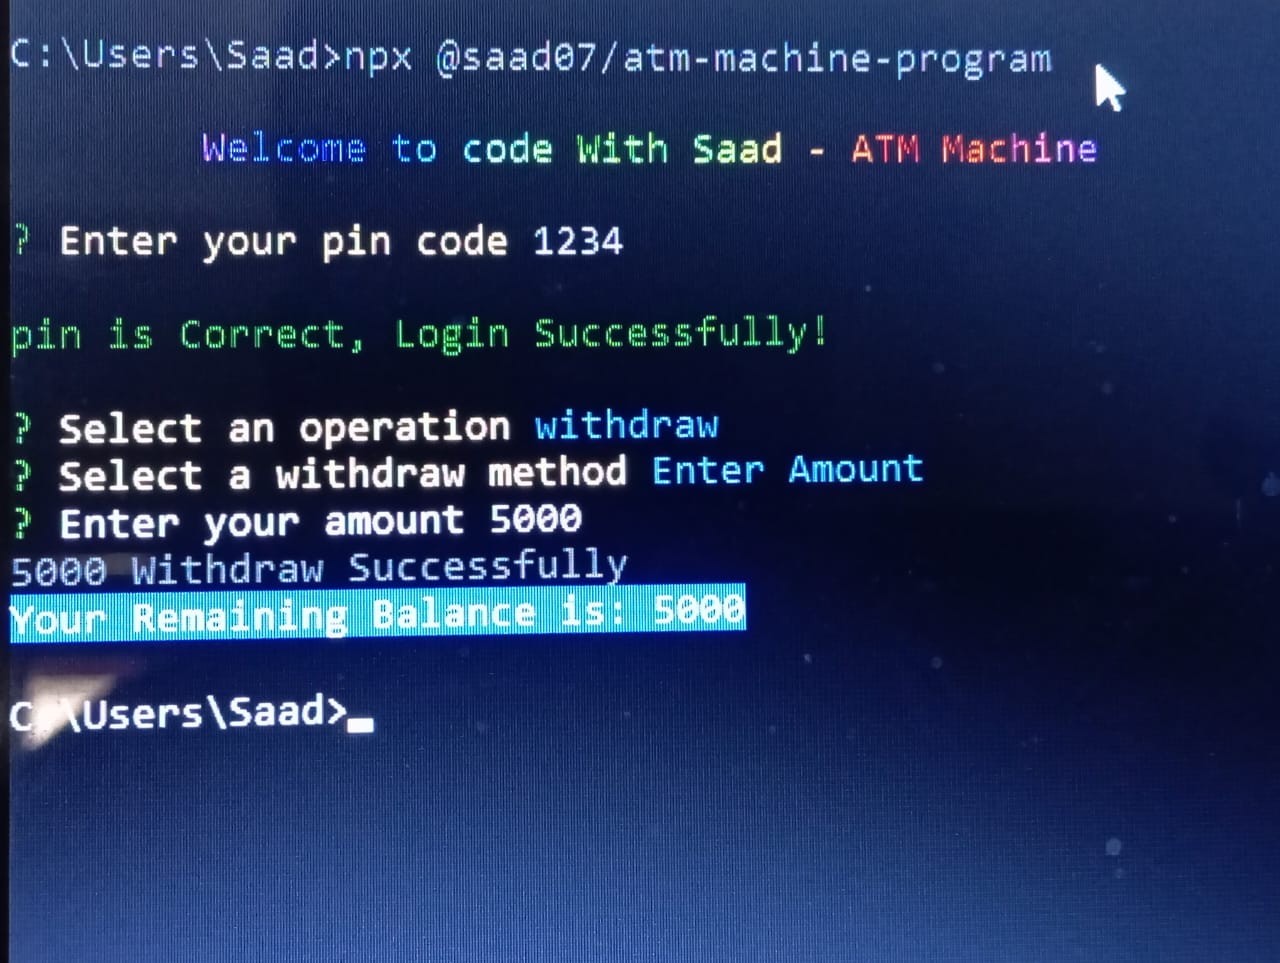 C:\Users\Saad>npx @saad07/atm-machine-program
Welcome to code With Saad - ATM Machine
? Enter your pin code 1234
pin is Correct, Login Successfully!
? Select an operation withdraw
? Select a withdraw method Enter Amount
? Enter your amount 5000
5000 Withdraw Successfully
Your Remaining Balance is: 5000
C:\Users\Saad>